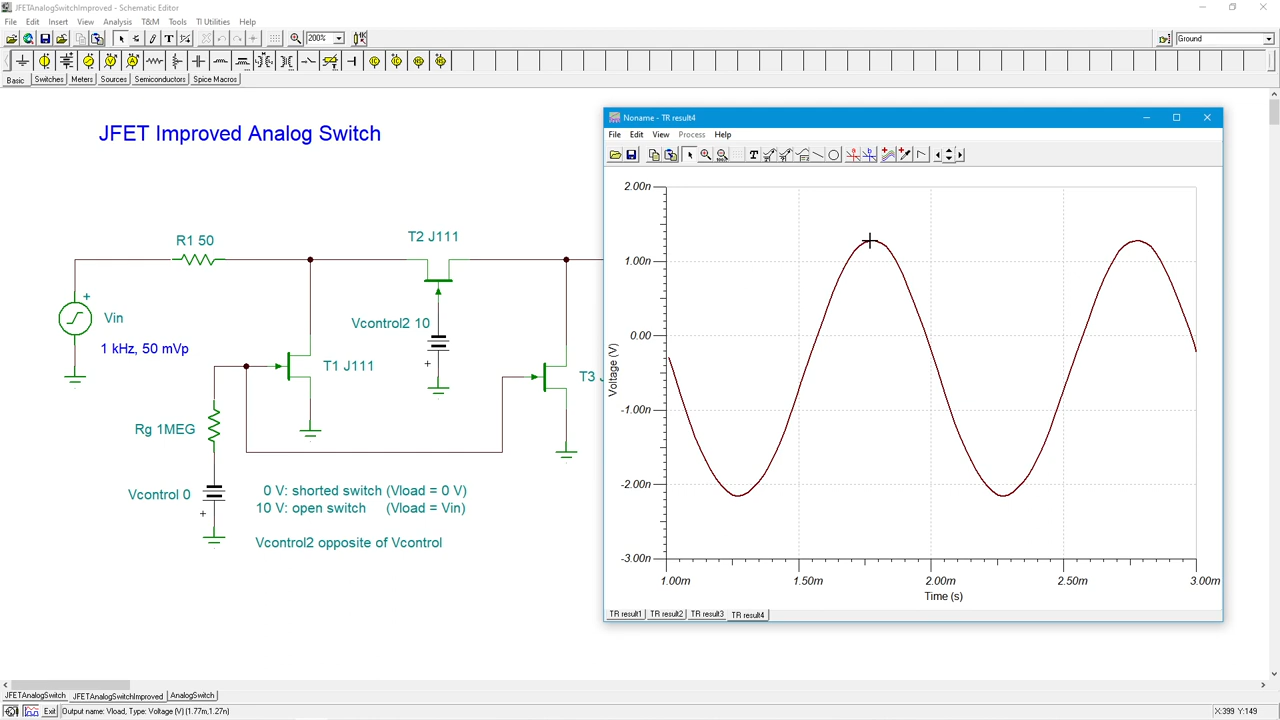 JFETAnalogSwitchImproved - Schematic Editor
File Edit Insert View Analysis T&M Tools TI Utilities Help
200%
Ground
Basic Switches Meters Sources Semiconductors Spice Macros
JFET Improved Analog Switch
R1 50
T2 J111
+
Vin
1 kHz, 50 mVp
Vcontrol2 10
+
T1 J111
T3 J
Rg 1MEG
Vcontrol 0
+
0 V: shorted switch (Vload = 0 V)
10 V: open switch (Vload = Vin)
Vcontrol2 opposite of Vcontrol
Noname - TR result4
File Edit View Process Help
2.00n
1.00n
0.00
-1.00n
-2.00n
-3.00n
Voltage (V)
1.00m 1.50m 2.00m 2.50m 3.00m
Time (s)
TR result1 TR result2 TR result3 TR result4
JFETAnalogSwitch JFETAnalogSwitchImproved AnalogSwitch
Exit Output name: Vload, Type: Voltage (V) (1.77m,1.27n)
X:399 Y:149